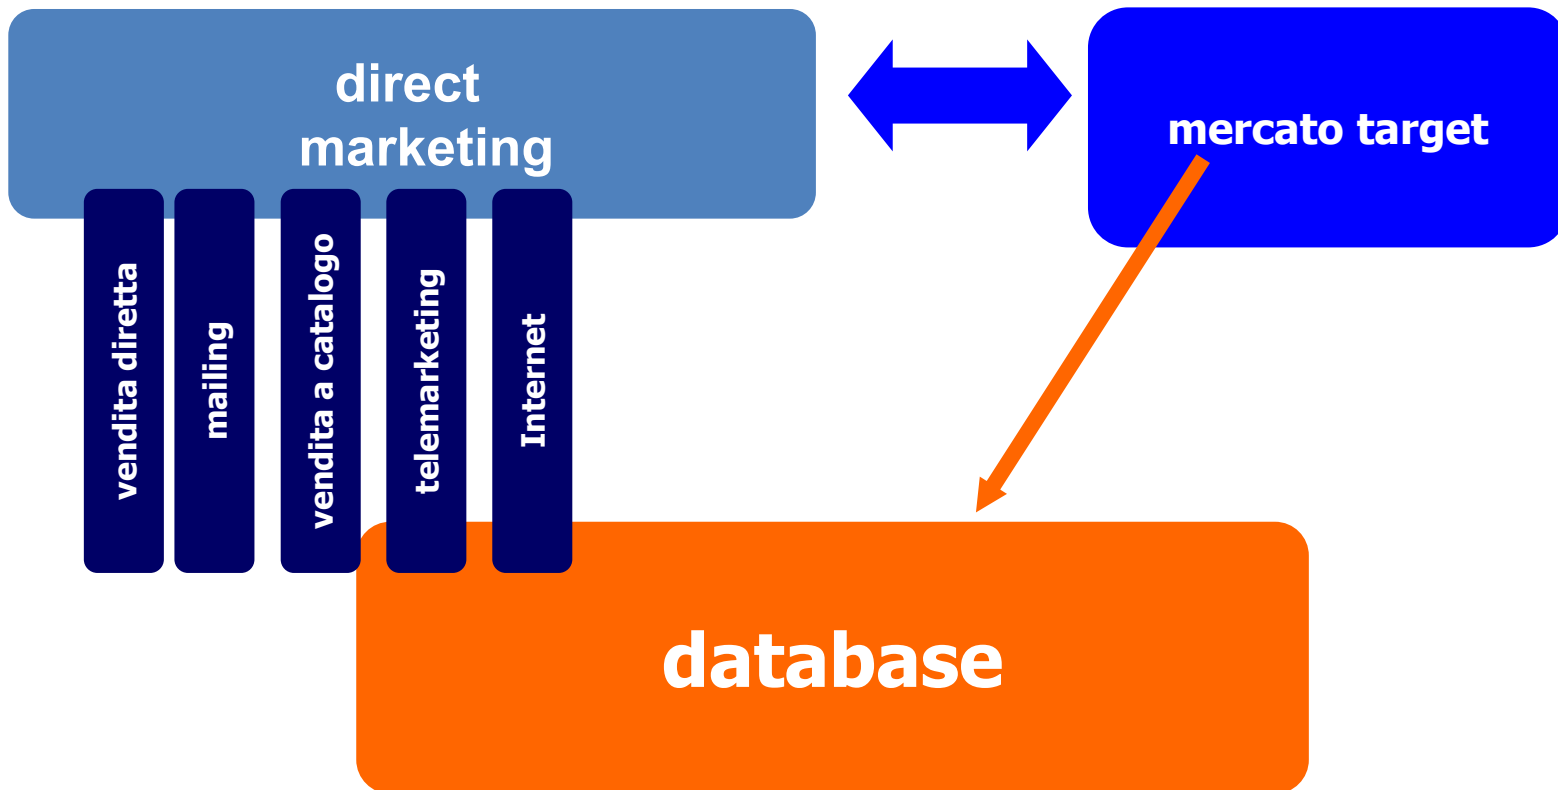 direct
marketing
mercato target
vendita diretta
mailing
vendita a catalogo
telemarketing
Internet
database